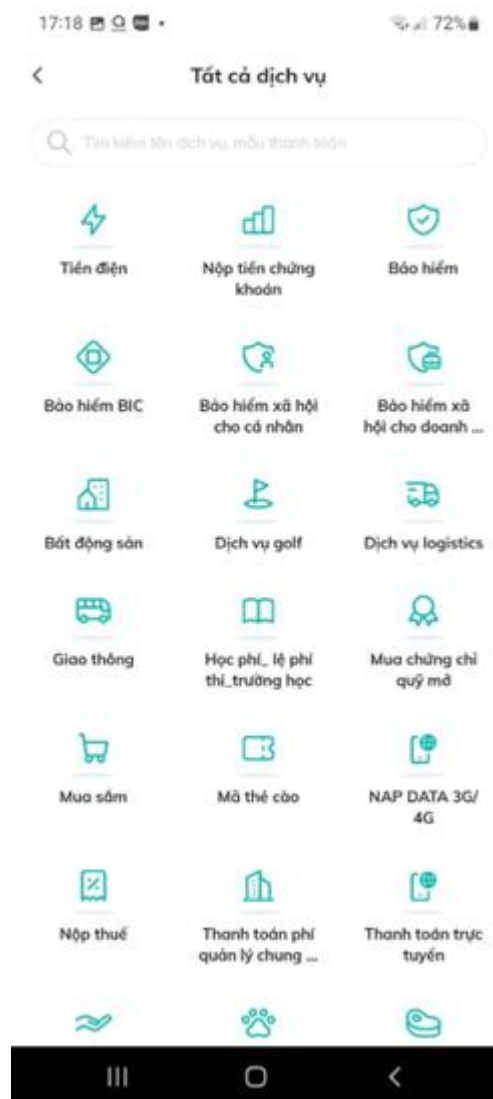 17:18
72%
Tất cả dịch vụ
Tìm kiếm tên dịch vụ, mẫu thanh toán
Tiền điện
Nộp tiền chứng
khoán
Bảo hiểm
Bảo hiểm BIC
Bảo hiểm xã hội
cho cá nhân
Bảo hiểm xã
hội cho doanh ...
Bất động sản
Dịch vụ golf
Dịch vụ logistics
Giao thông
Học phí_ lệ phí
thi_trường học
Mua chứng chỉ
quỹ mở
Mua sắm
Mã thẻ cào
NAP DATA 3G/
4G
Nộp thuế
Thanh toán phí
quản lý chung ...
Thanh toán trực
tuyến